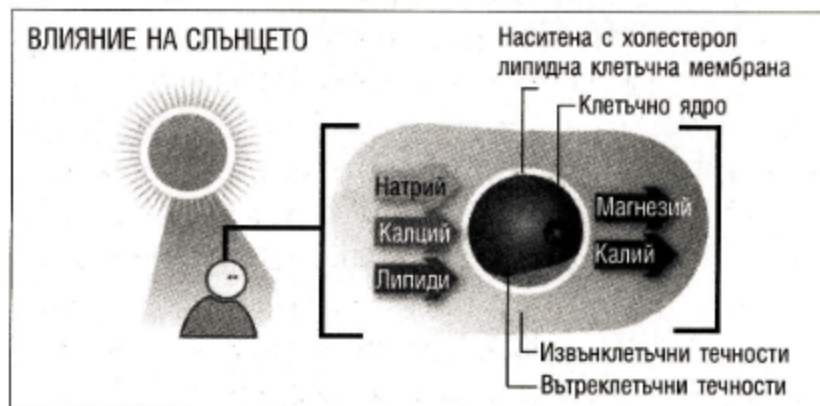 ВЛИЯНИЕ НА СЛЪНЦЕТО
Наситена с холестерол
липидна клетъчна мембрана
Клетъчно ядро
Натрий
Калций
Липиди
Магнезий
Калий
Извънклетъчни течности
Вътреклетъчни течности